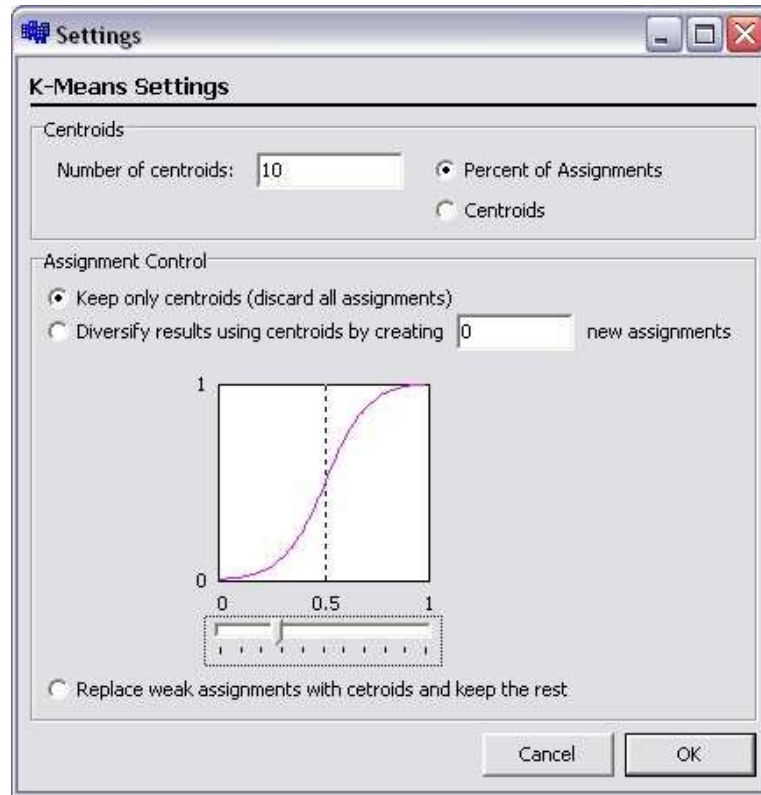 Settings
K-Means Settings
Centroids
Number of centroids: 10 Percent of Assignments
Centroids
Assignment Control
Keep only centroids (discard all assignments)
Diversify results using centroids by creating 0 new assignments
1
0
0 0.5 1
Replace weak assignments with cetroids and keep the rest
Cancel OK